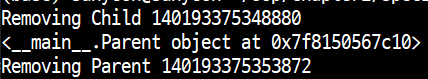 Removing Child 140193375348880
<__main__.Parent object at 0x7f8150567c10>
Removing Parent 140193375353872